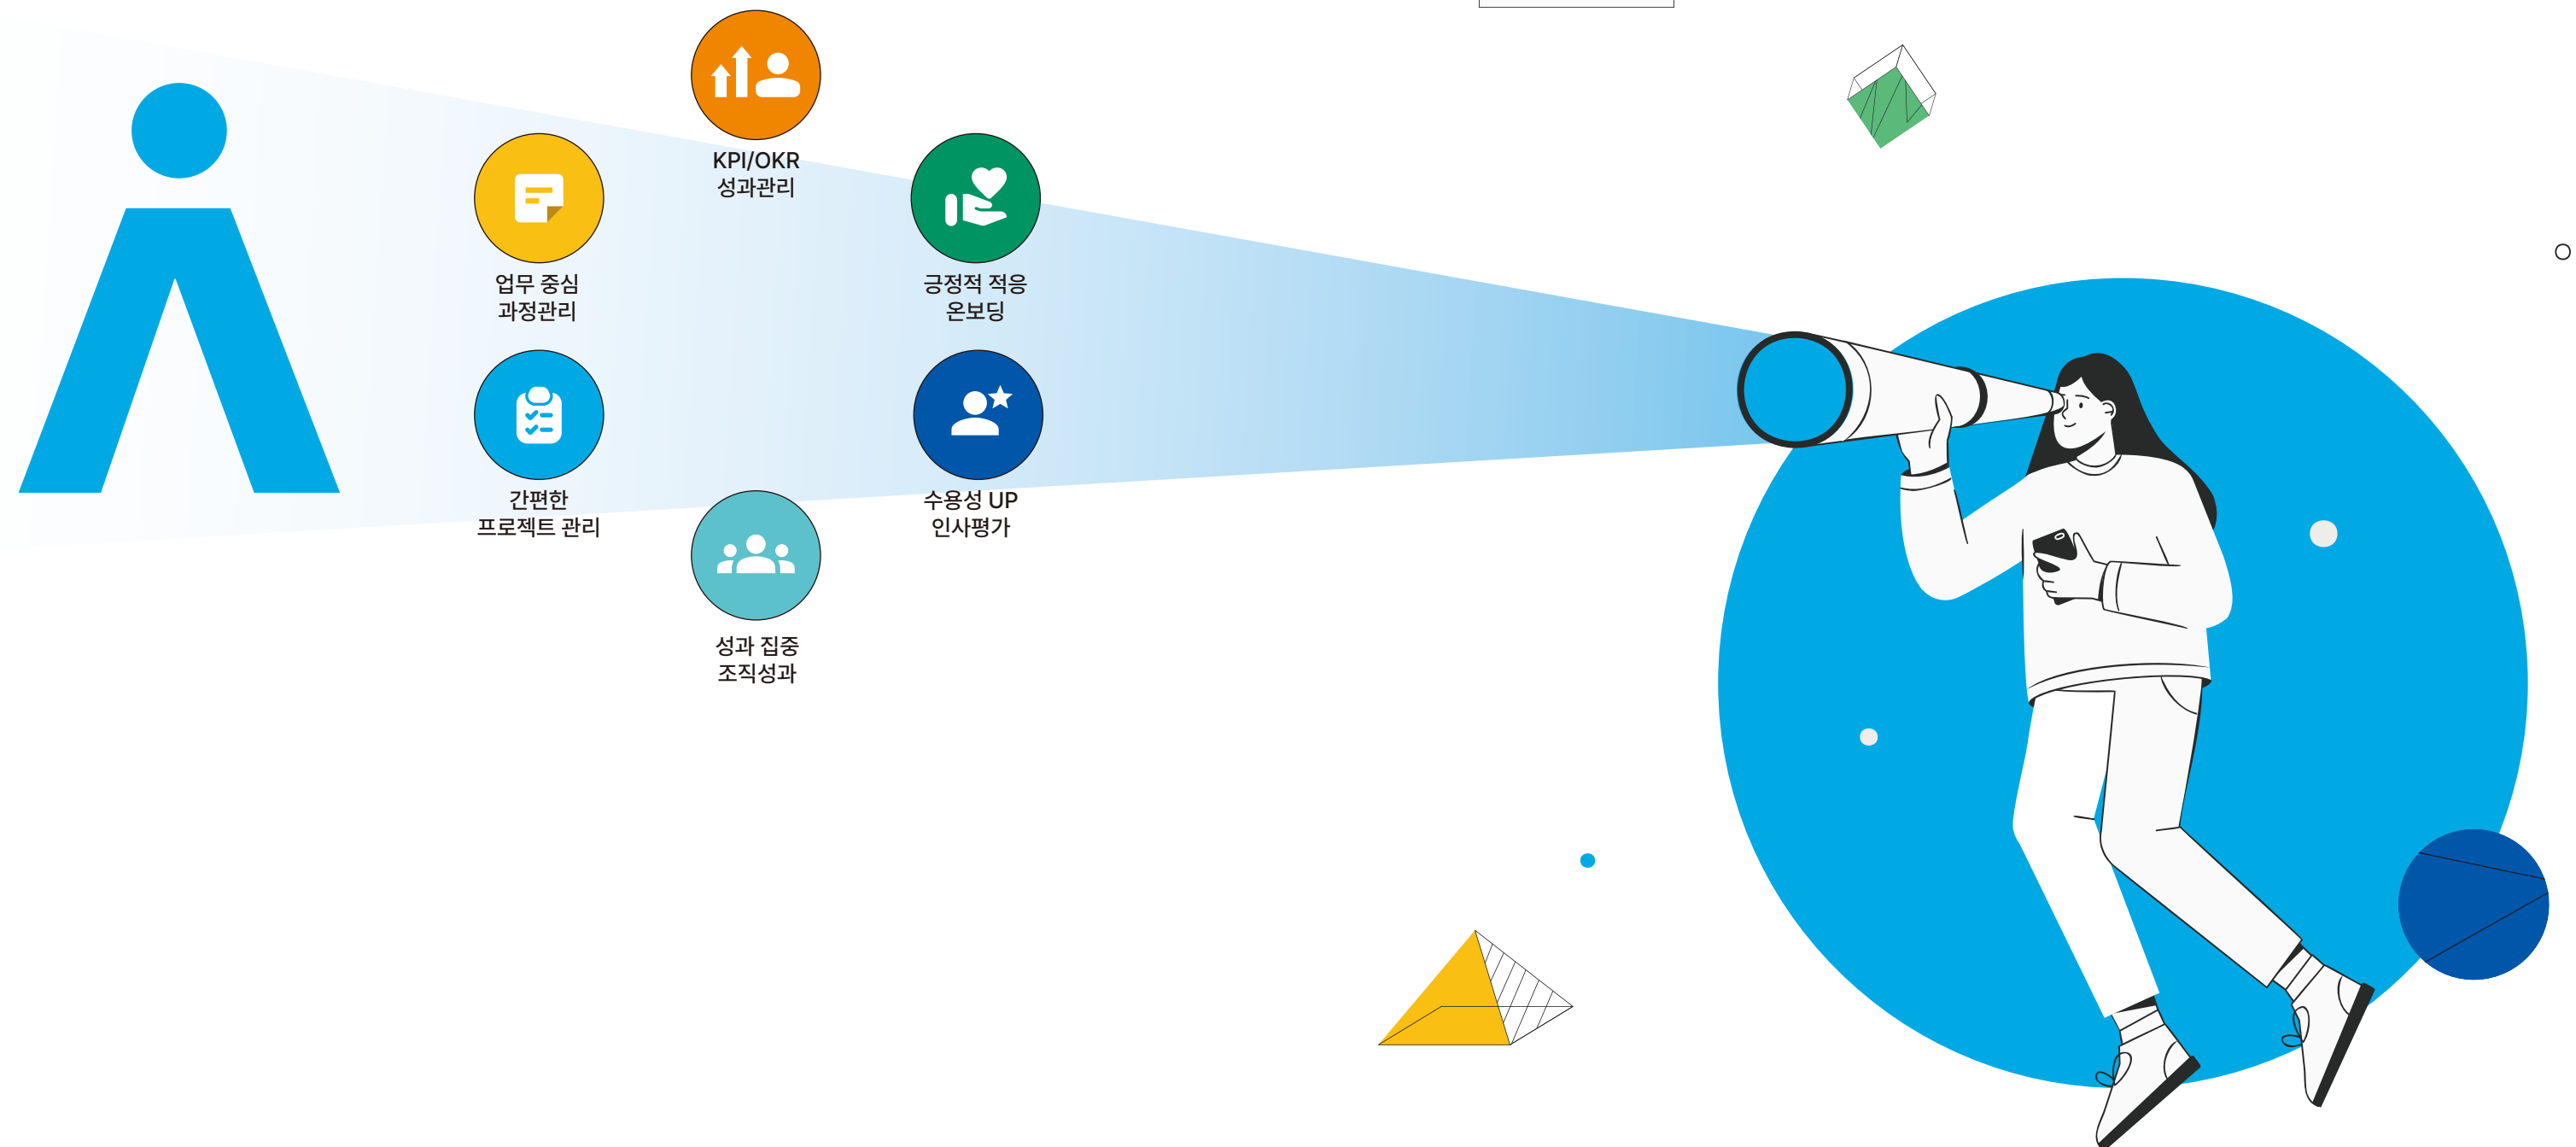 KPI/OKR
성과관리
업무 중심
과정관리
긍정적 적응
온보딩
간편한
프로젝트 관리
수용성 UP
인사평가
성과 집중
조직성과